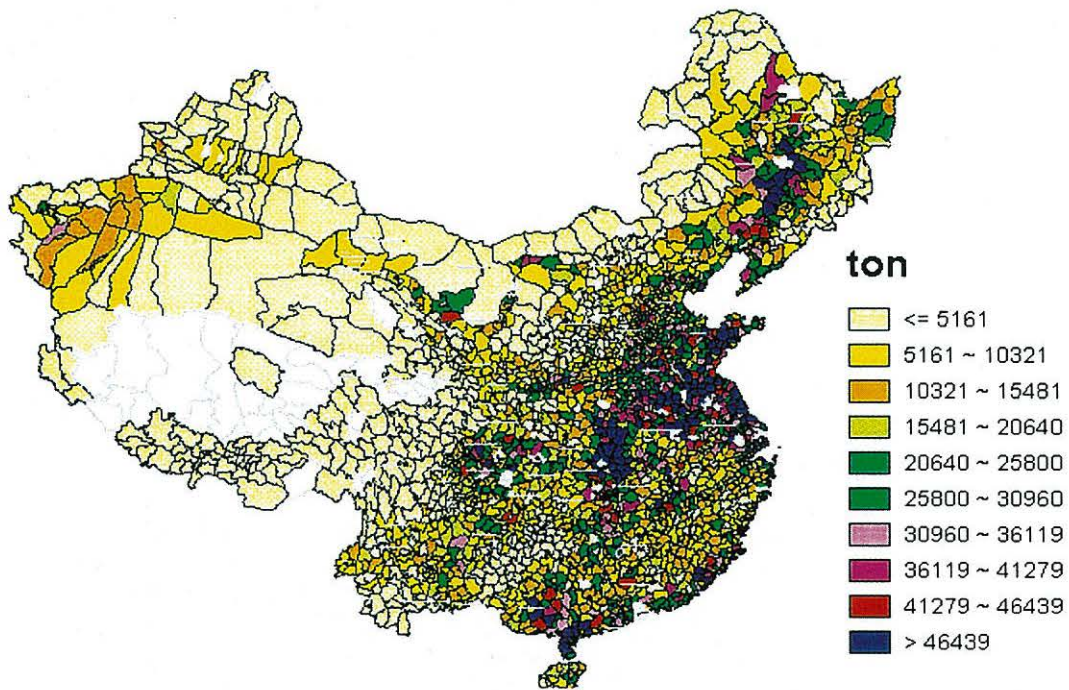 ton
<= 5161
5161 ~ 10321
10321 ~ 15481
15481 ~ 20640
20640 ~ 25800
25800 ~ 30960
30960 ~ 36119
36119 ~ 41279
41279 ~ 46439
> 46439